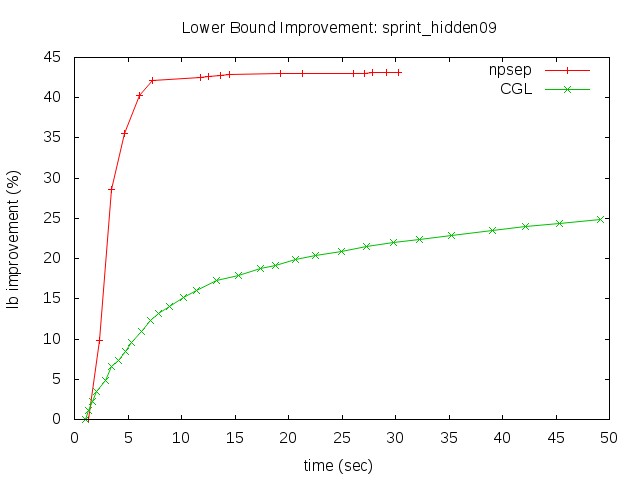 Lower Bound Improvement: sprint_hidden09
45
40
35
30
25
20
15
10
5
0
lb improvement (%)
npsep
CGL
0 5 10 15 20 25 30 35 40 45 50
time (sec)